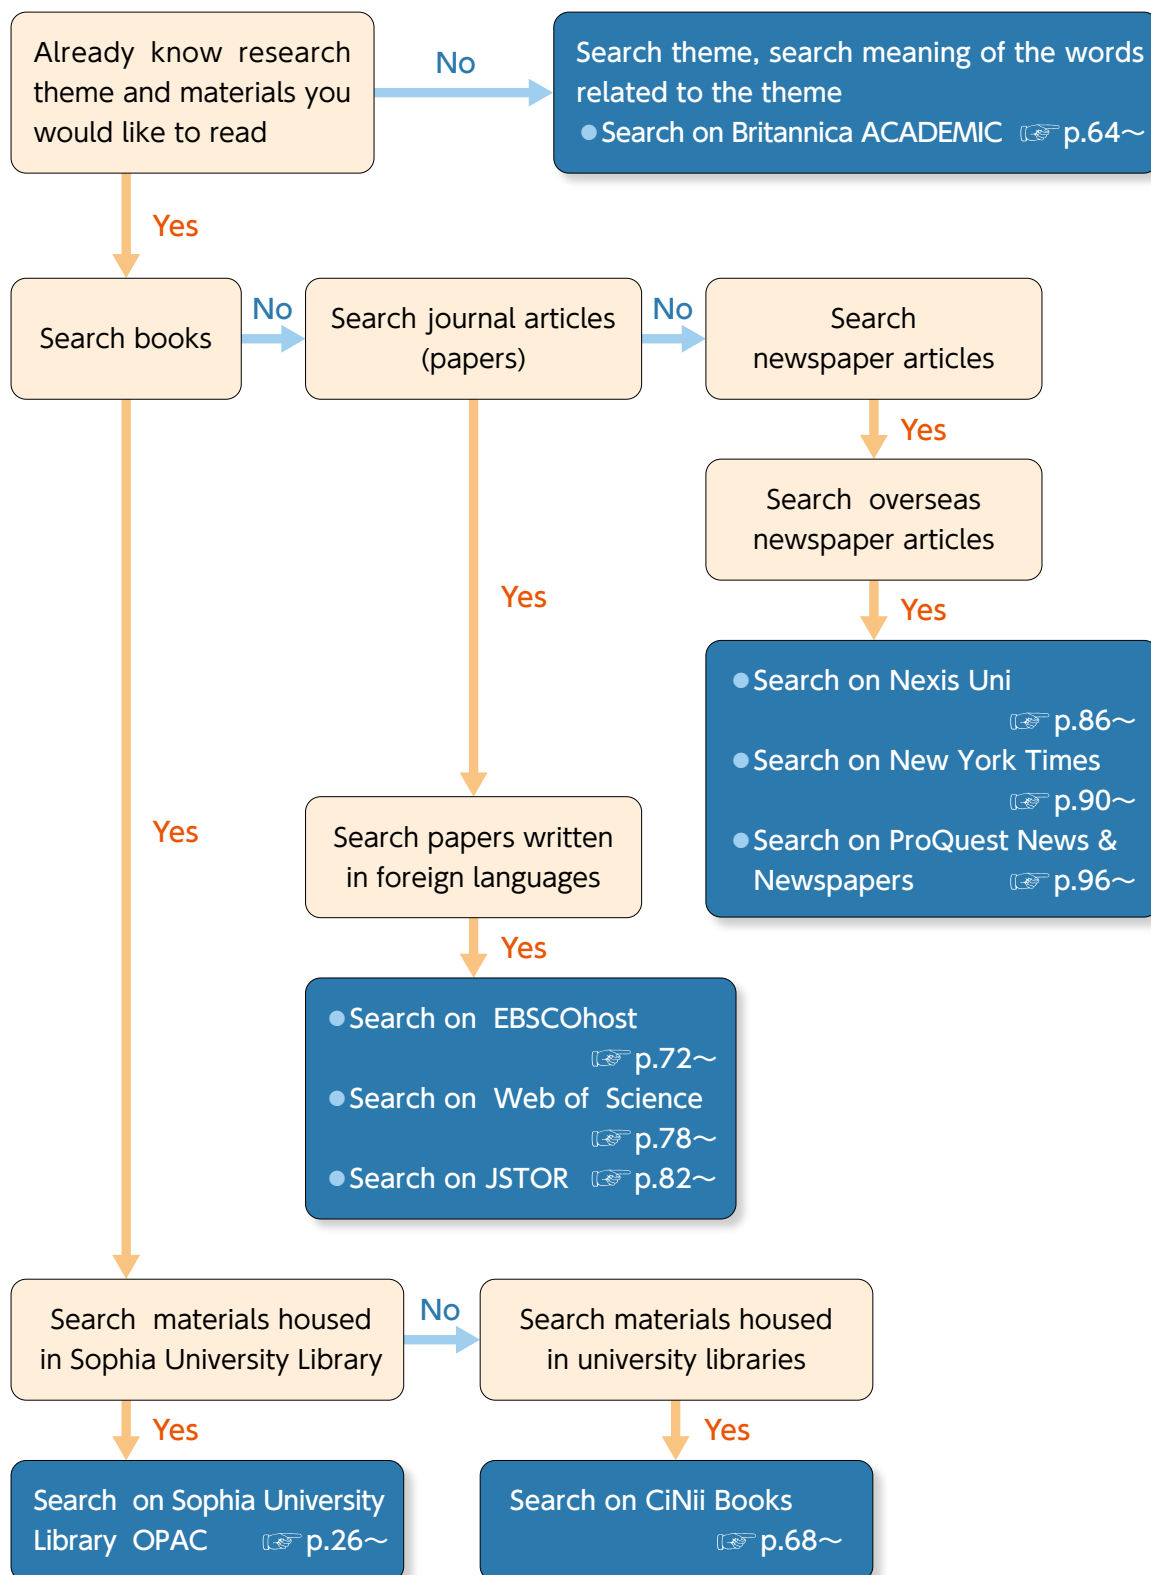 Already know research
theme and materials you
would like to read
No
Search theme, search meaning of the words
related to the theme
●Search on Britannica ACADEMIC ☞p.64〜
Yes
Search books
No
Search journal articles
(papers)
No
Search
newspaper articles
Yes
Search overseas
newspaper articles
Yes
●Search on Nexis Uni
☞p.86〜
●Search on New York Times
☞p.90〜
●Search on ProQuest News &
Newspapers ☞p.96〜
Yes
Search papers written
in foreign languages
Yes
●Search on EBSCOhost
☞p.72〜
●Search on Web of Science
☞p.78〜
●Search on JSTOR ☞p.82〜
Yes
Search materials housed
in Sophia University Library
No
Search materials housed
in university libraries
Yes
Search on Sophia University
Library OPAC ☞p.26〜
Yes
Search on CiNii Books
☞p.68〜